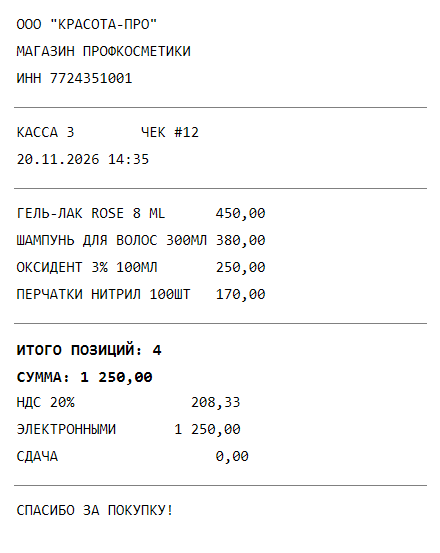 ООО "КРАСОТА-ПРО"
МАГАЗИН ПРОФКОСМЕТИКИ
ИНН 7724351001
КАССА 3 ЧЕК #12
20.11.2026 14:35
ГЕЛЬ-ЛАК ROSE 8 ML 450,00
ШАМПУНЬ ДЛЯ ВОЛОС 300МЛ 380,00
ОКСИДЕНТ 3% 100МЛ 250,00
ПЕРЧАТКИ НИТРИЛ 100ШТ 170,00
ИТОГО ПОЗИЦИЙ: 4
СУММА: 1 250,00
НДС 20% 208,33
ЭЛЕКТРОННЫМИ 1 250,00
СДАЧА 0,00
СПАСИБО ЗА ПОКУПКУ!